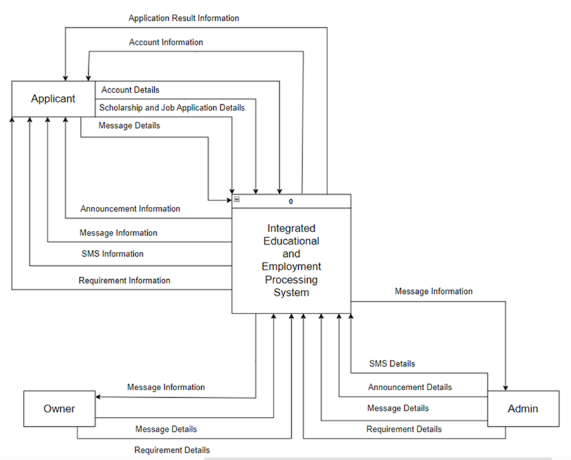 Application Result Information
Account Information
Account Details
Applicant
Scholarship and Job Application Details
Message Details
0
Announcement Information
Integrated
Educational
and
Employment
Processing
System
Message Information
SMS Information
Requirement Information
Message Information
SMS Details
Message Information
Announcement Details
Owner
Message Details
Admin
Message Details
Requirement Details
Requirement Details